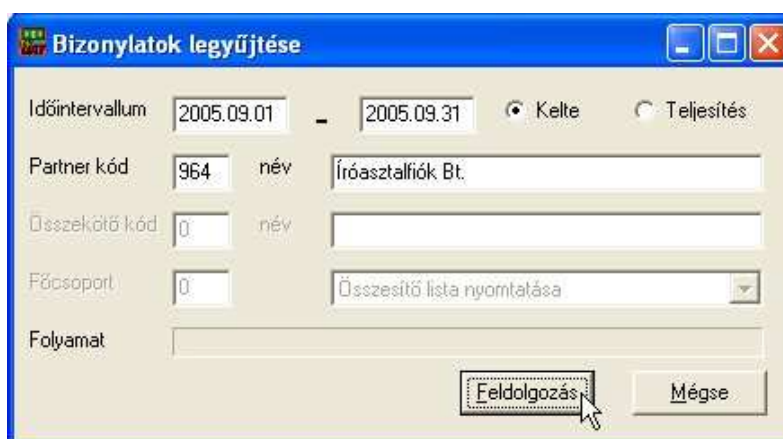 Bizonylatok legyűjtése
Időintervallum 2005.09.01 - 2005.09.31 Kelte Teljesítés
Partner kód 964 név Íróasztalfiók Bt.
Összekötő kód 0 név
Főcsoport 0 Összesítő lista nyomtatása
Folyamat
Feldolgozás Mégse